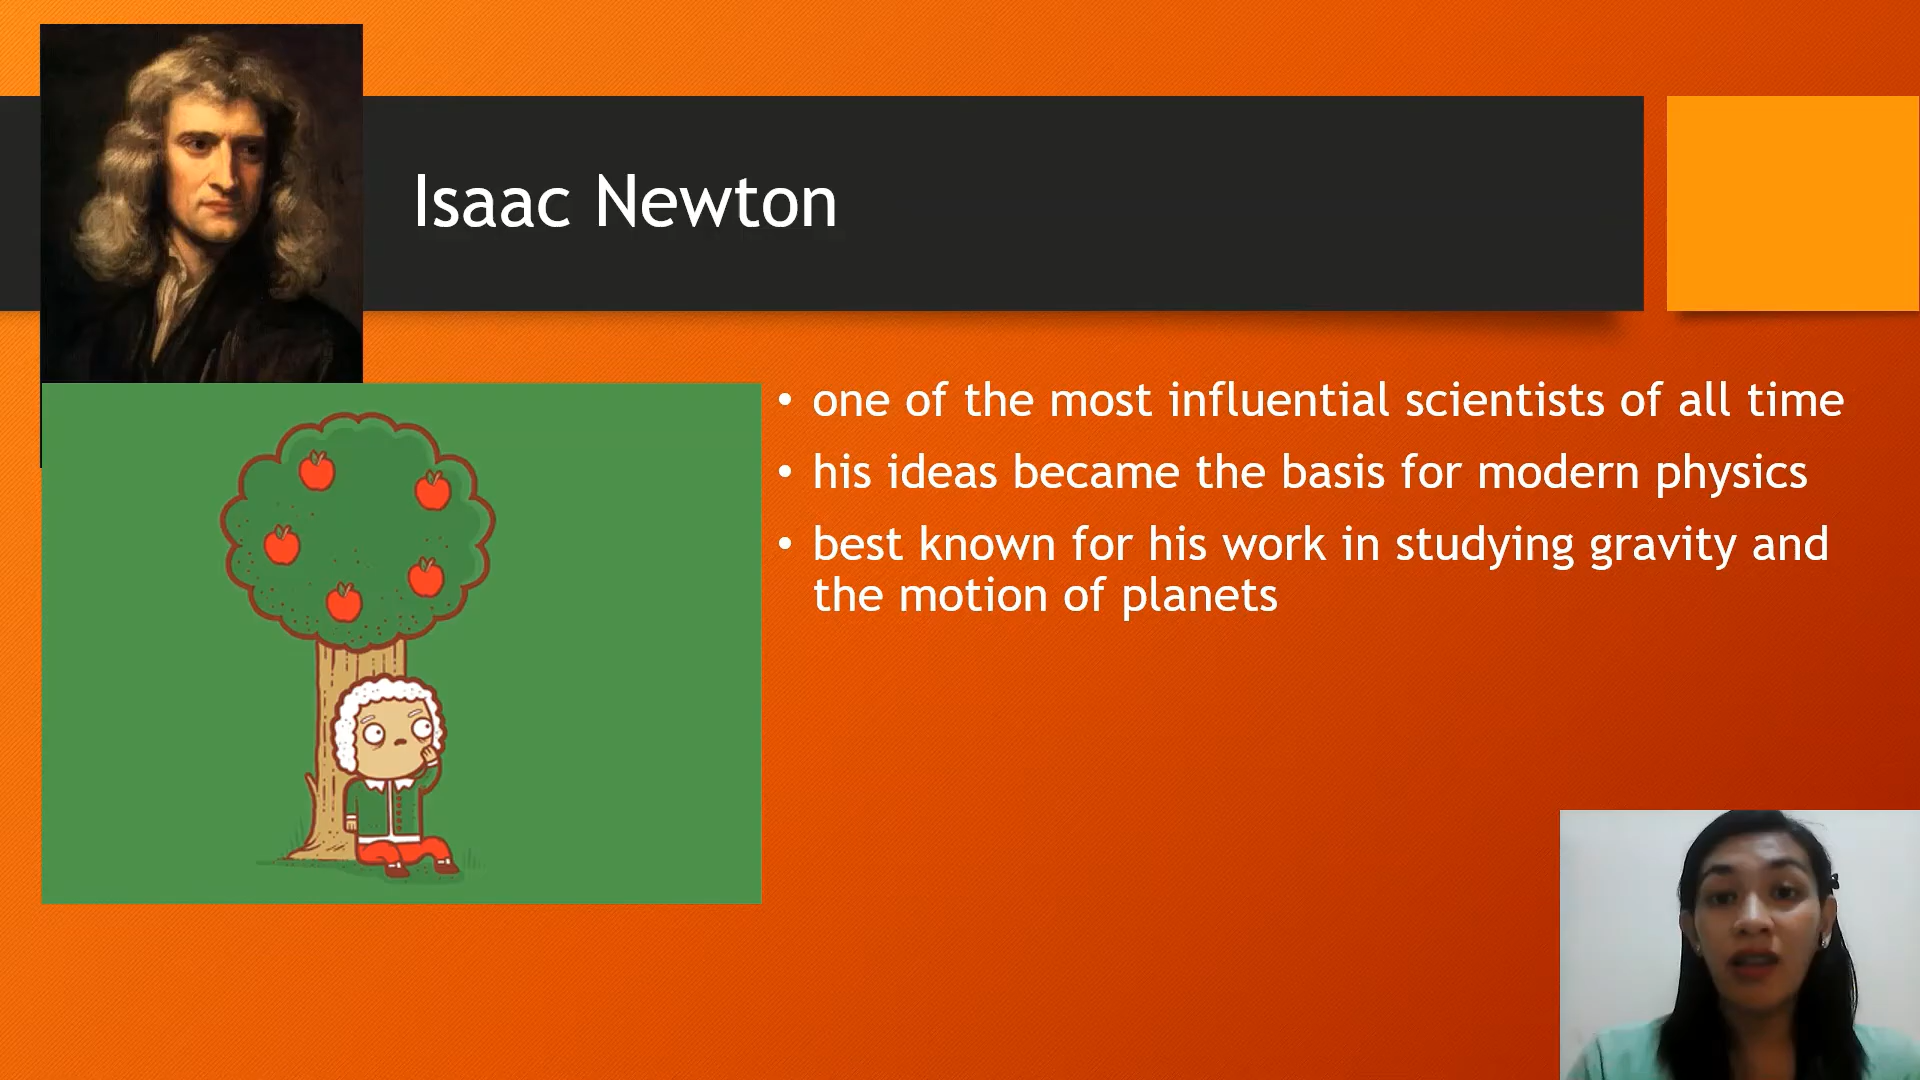 Isaac Newton
• one of the most influential scientists of all time
• his ideas became the basis for modern physics
• best known for his work in studying gravity and
the motion of planets